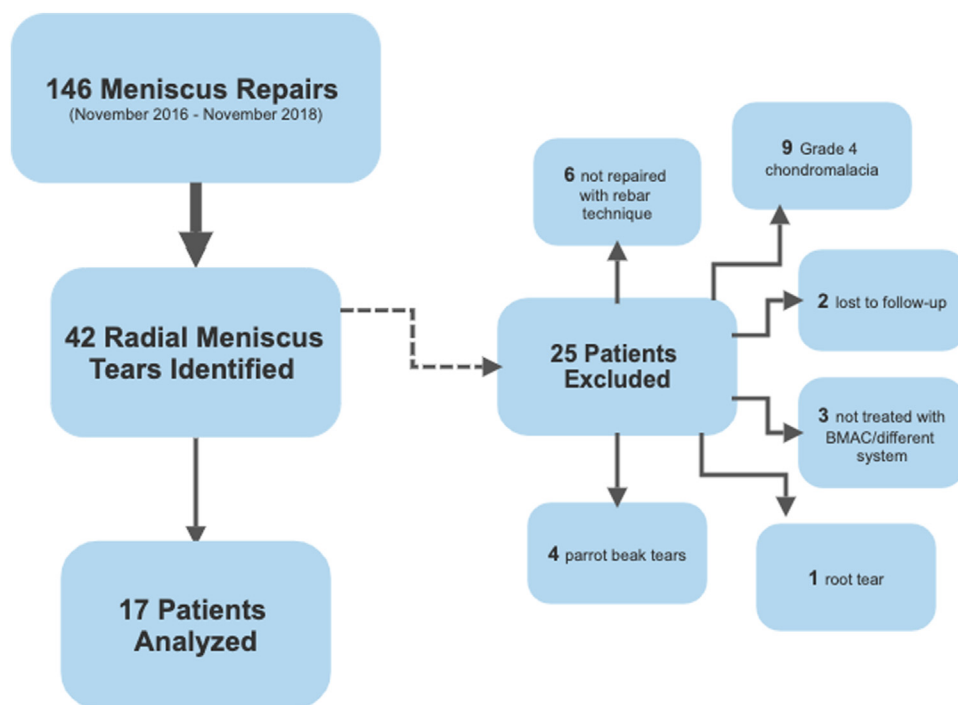 146 Meniscus Repairs
(November 2016 - November 2018)
42 Radial Meniscus
Tears Identified
17 Patients
Analyzed
25 Patients
Excluded
6 not repaired
with rebar
technique
9 Grade 4
chondromalacia
2 lost to follow-up
3 not treated with
BMAC/different
system
1 root tear
4 parrot beak tears